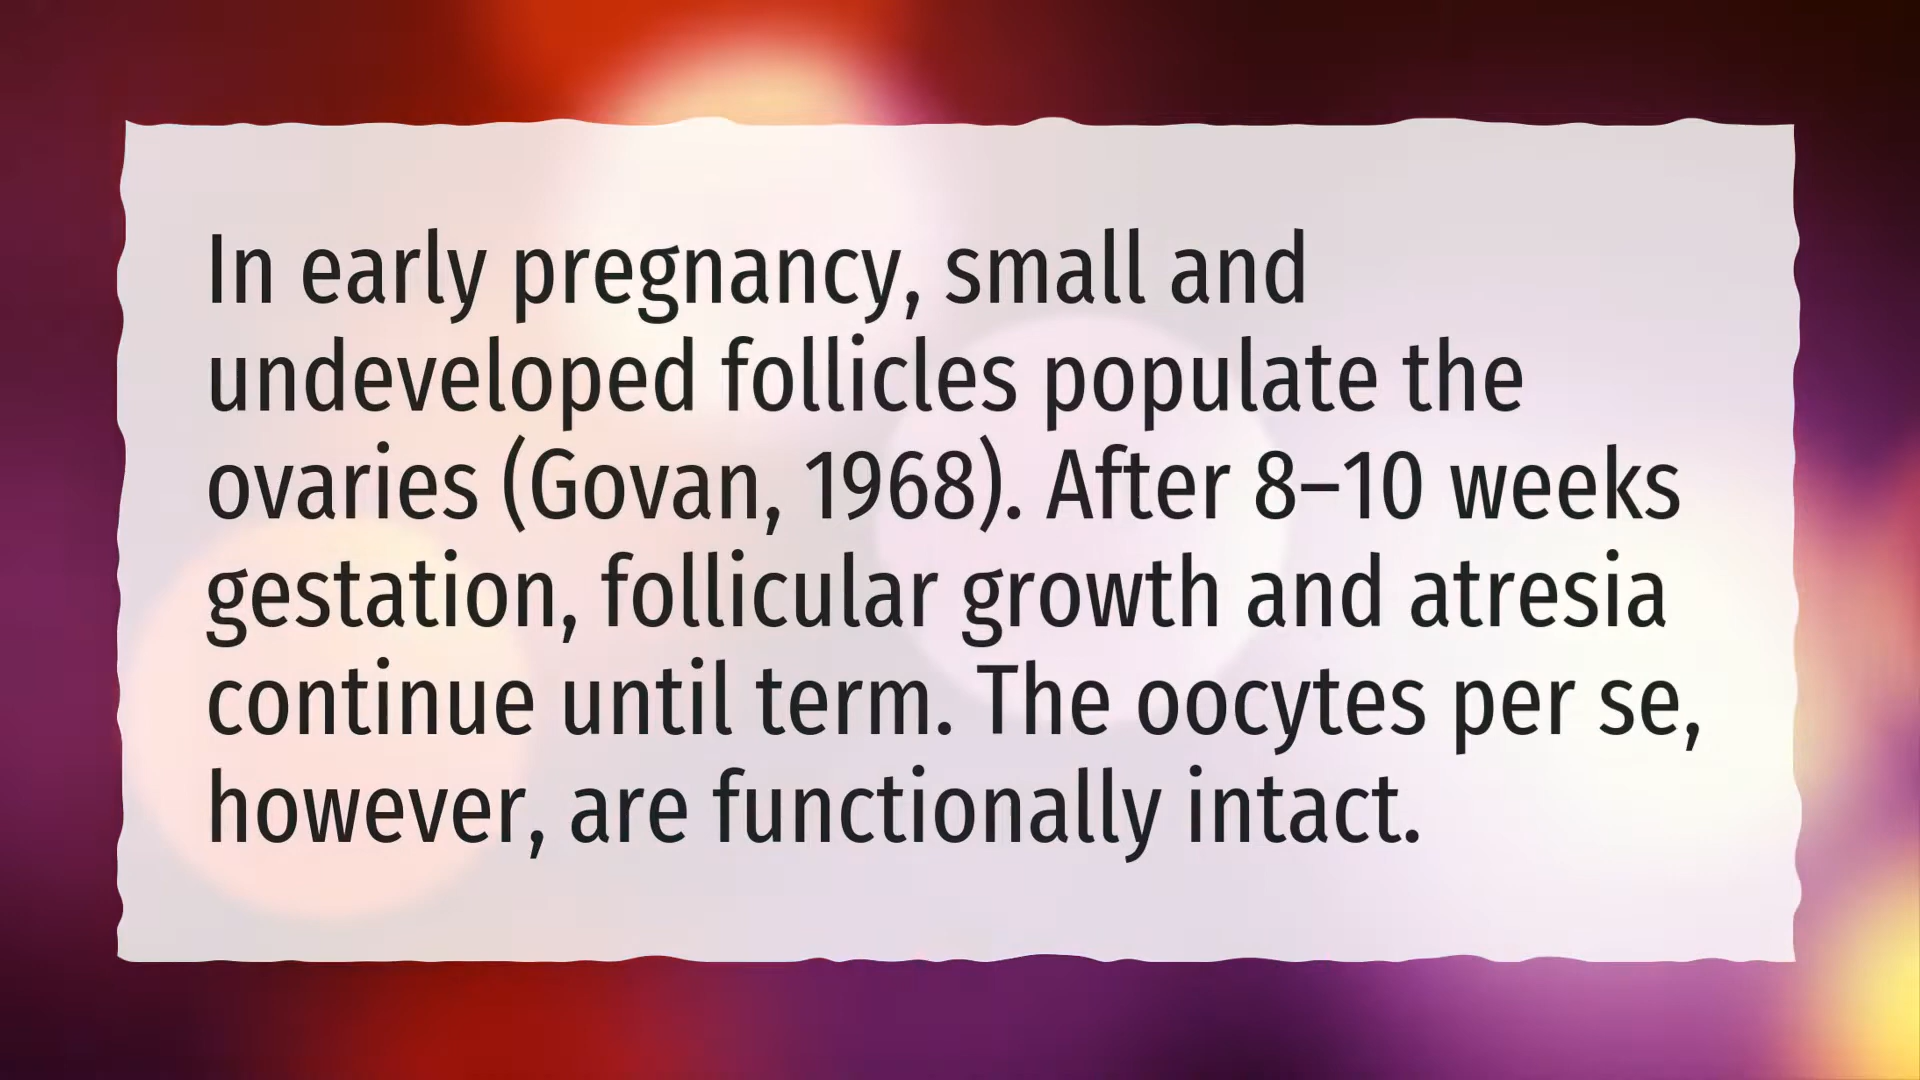 In early pregnancy, small and
undeveloped follicles populate the
ovaries (Govan, 1968). After 8–10 weeks
gestation, follicular growth and atresia
continue until term. The oocytes per se,
however, are functionally intact.